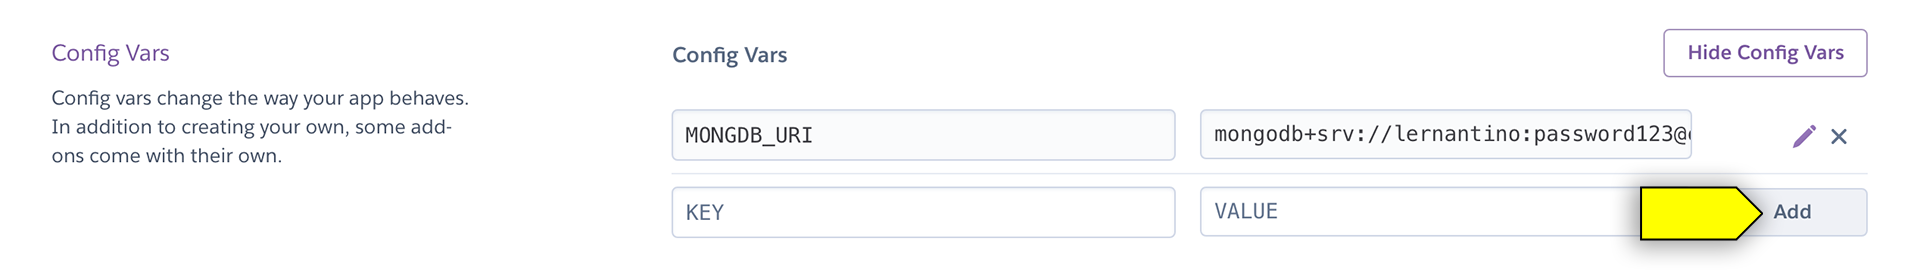 Config Vars
Config vars change the way your app behaves.
In addition to creating your own, some add-
ons come with their own.
Config Vars
Hide Config Vars
MONGDB_URI
mongodb+srv://lernantino:password123@
KEY
VALUE
Add